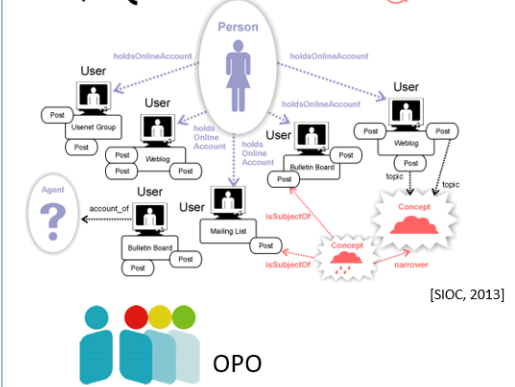 Person
holdsOnlineAccount
holdsOnlineAccount
User
User
Post
Usenet Group
Post
User
Post
Weblog
Post
Post
holds
Online
Account
holds
Online
Account
holdsOnlineAccount
User
Post
Bulletin Board
Post
User
Post
Post
Weblog
Post
topic
topic
Agent
?
account_of
User
Bulletin Board
Post
Post
User
Mailing List
Post
isSubjectOf
isSubjectOf
Concept
narrower
Concept
[SIOC, 2013]
OPO